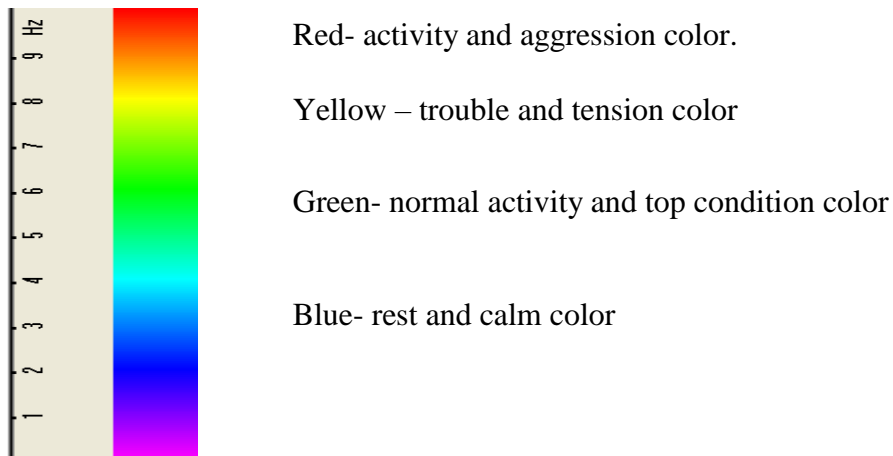 Hz
9
8
7
6
5
4
3
2
1
Red- activity and aggression color.
Yellow – trouble and tension color
Green- normal activity and top condition color
Blue- rest and calm color